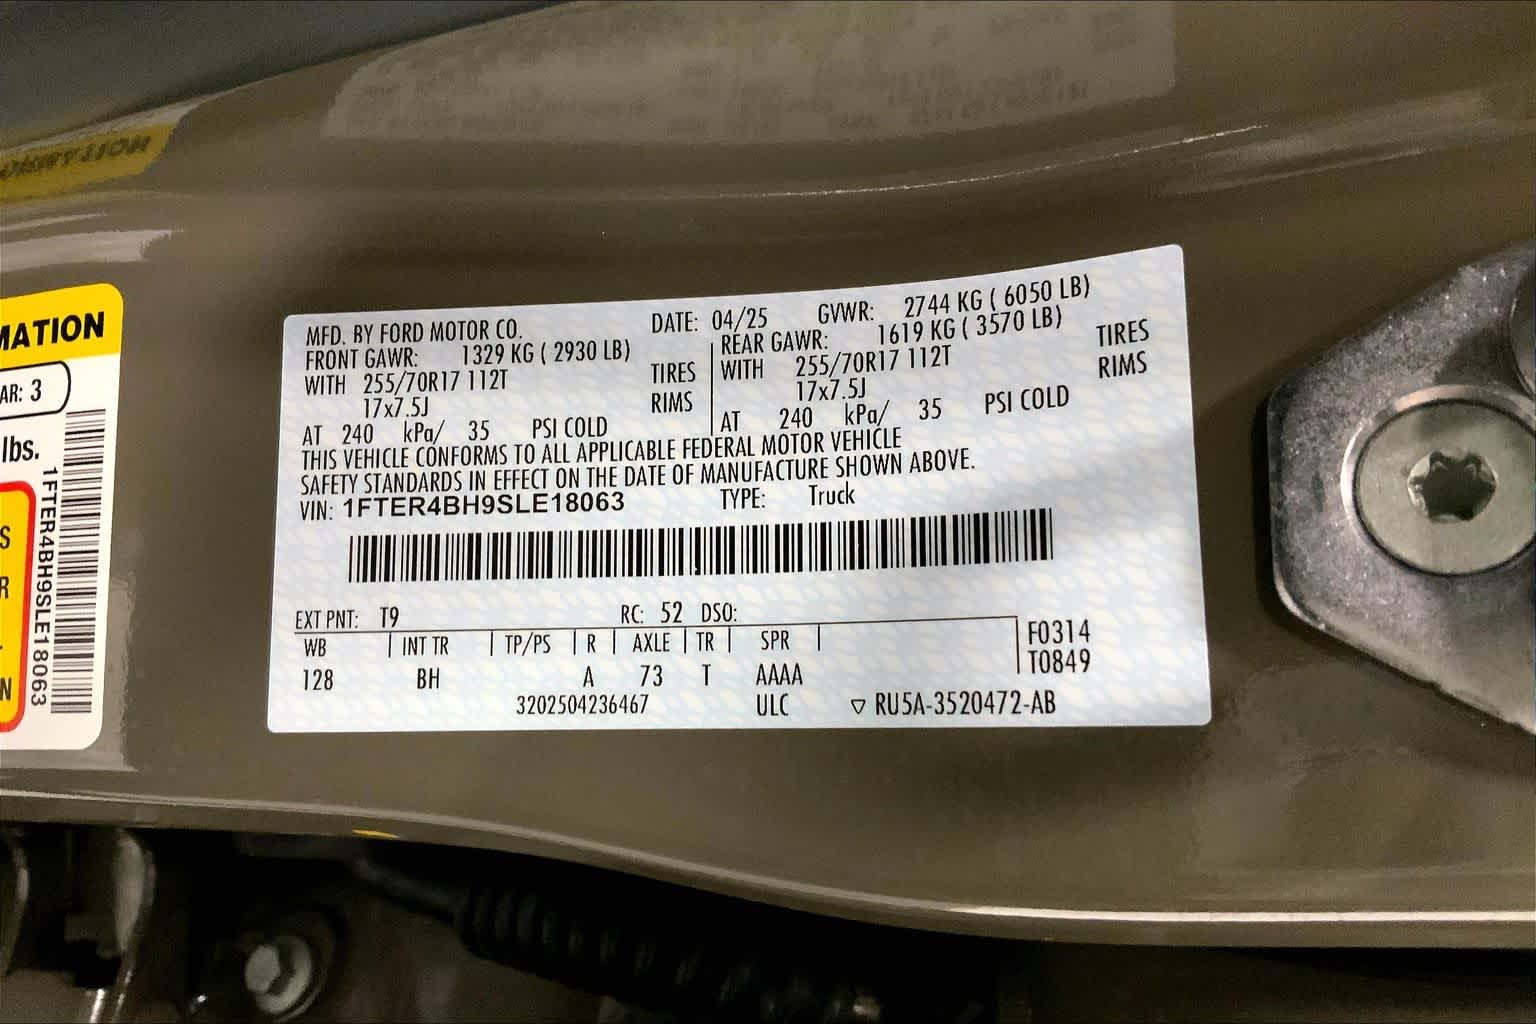 MATION
AR: 3
lbs.
1FTER4BH9SLE18063
S
R
N
MFD. BY FORD MOTOR CO. DATE: 04/25 GVWR: 2744 KG ( 6050 LB)
FRONT GAWR: 1329 KG ( 2930 LB) REAR GAWR: 1619 KG ( 3570 LB)
WITH 255/70R17 112T TIRES WITH 255/70R17 112T TIRES
17x7.5J RIMS 17x7.5J RIMS
AT 240 kPa/ 35 PSI COLD AT 240 kPa/ 35 PSI COLD
THIS VEHICLE CONFORMS TO ALL APPLICABLE FEDERAL MOTOR VEHICLE
SAFETY STANDARDS IN EFFECT ON THE DATE OF MANUFACTURE SHOWN ABOVE.
VIN: 1FTER4BH9SLE18063 TYPE: Truck
EXT PNT: T9 RC: 52 DSO:
WB INT TR TP/PS R AXLE TR SPR F0314
128 BH A 73 T AAAA T0849
3202504236467 ULC ▽ RU5A-3520472-AB